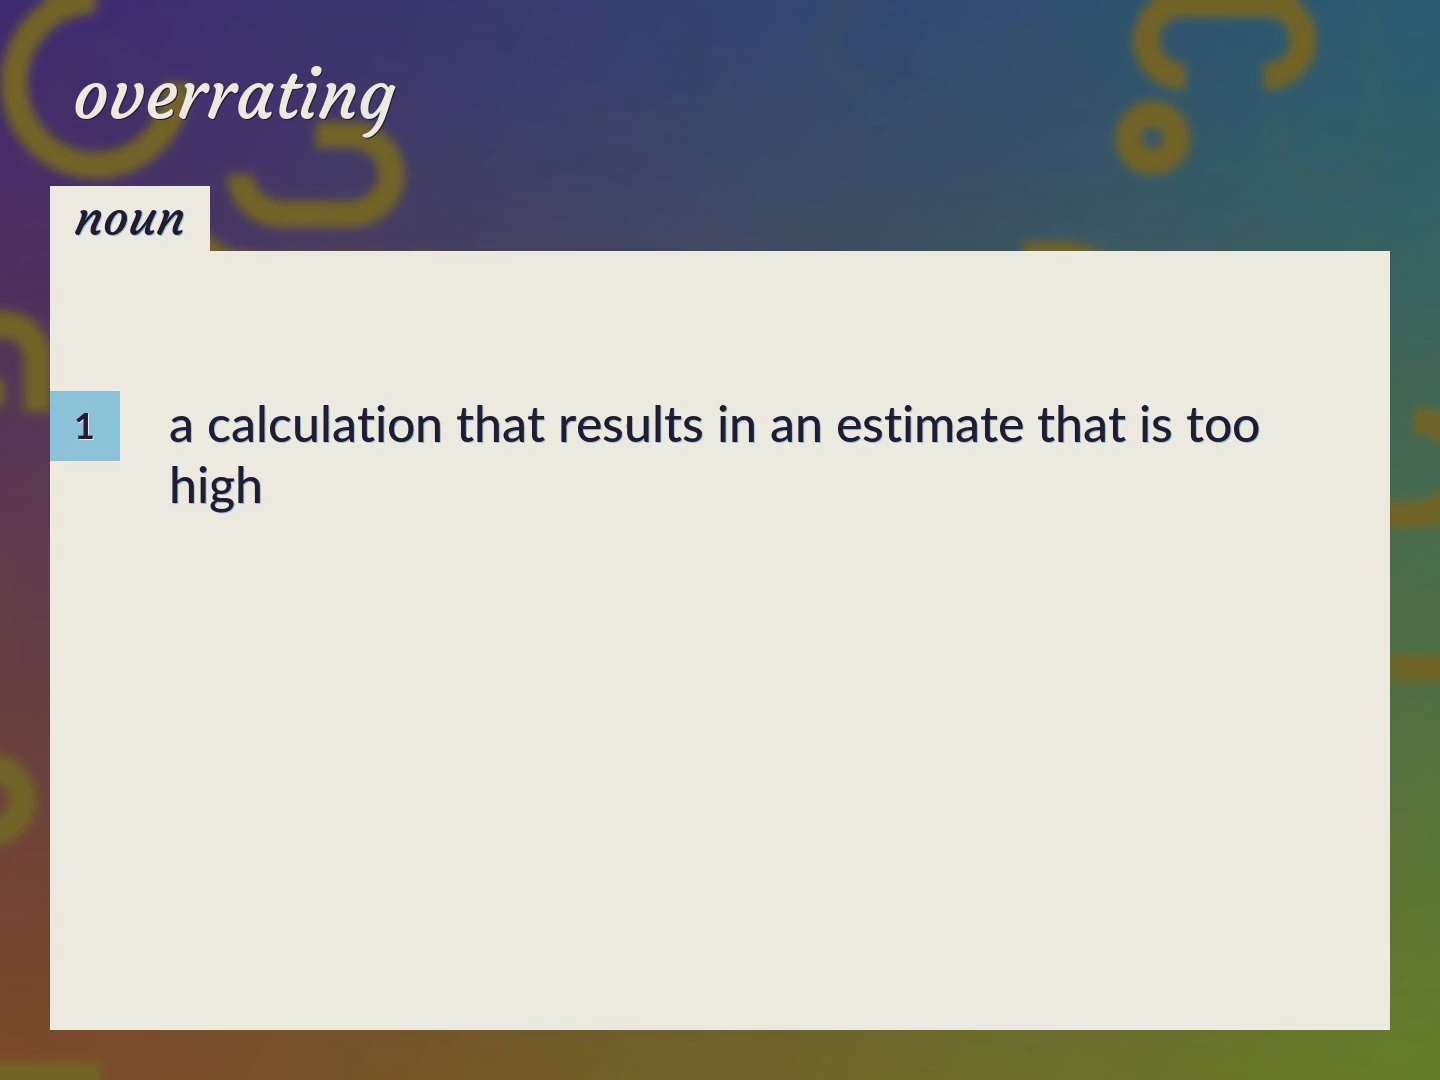 overrating
noun
1 a calculation that results in an estimate that is too
high